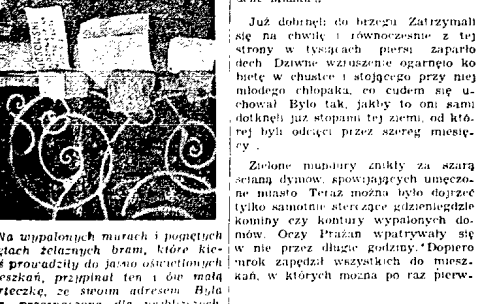 Już dobrnęli do brzegu Zatrzymali
się na chwilę i równocześnie z tej
strony w tysiącach piersi zaparło
dech Dziwne wzruszenie ogarnęło ko
bietę w chustce i stojącego przy niej
młodego chłopaka, co cudem się u-
chował Było tak, jakby to oni sami
dotknęli już stopami tej ziemi, od któ-
rej byli odcięci przez szereg miesię-
cy.
Zielone mundury znikły za szarą
ścianą dymów, spowijających umęczo-
ne miasto Teraz można było dojrzeć
tylko samotnie sterczące gdzieniegdzie
kominy czy kontury wypalonych do-
mów. Oczy Prażan wpatrywały się
w nie przez długie godziny. Dopiero
mrok zapędził wszystkich do miesz-
kań, w których można po raz pierw-
Na wypalonych murach i pogiętych
tach żelaznych bram, które kie-
ś prowadziły do jasno oświetlonych
eszkań, przypinał ten i ów małą
rteczkę, ze swoim adresem Była